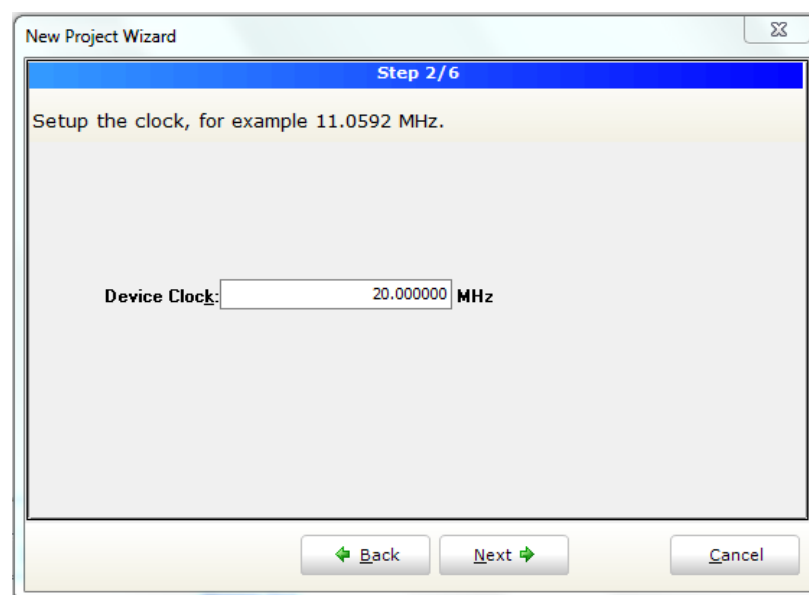 New Project Wizard
Step 2/6
Setup the clock, for example 11.0592 MHz.
Device Clock: 20.000000 MHz
Back Next Cancel